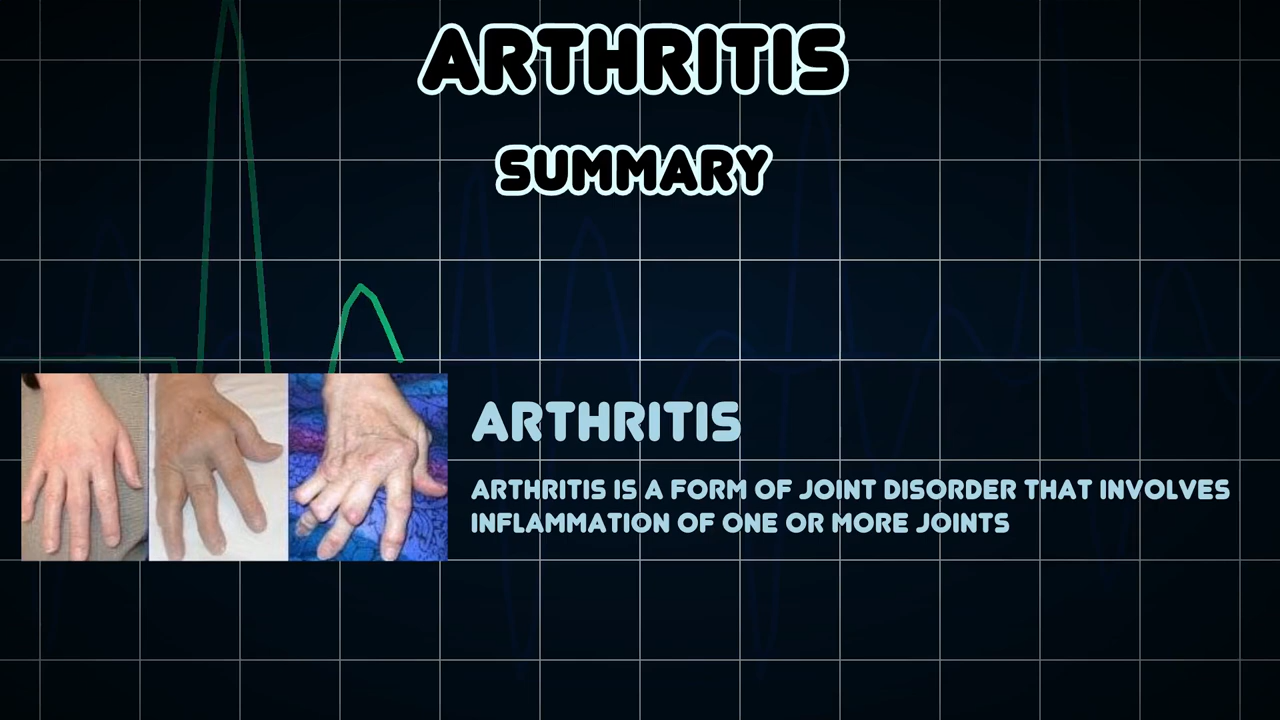 ARTHRITIS
SUMMARY
ARTHRITIS
ARTHRITIS IS A FORM OF JOINT DISORDER THAT INVOLVES
INFLAMMATION OF ONE OR MORE JOINTS